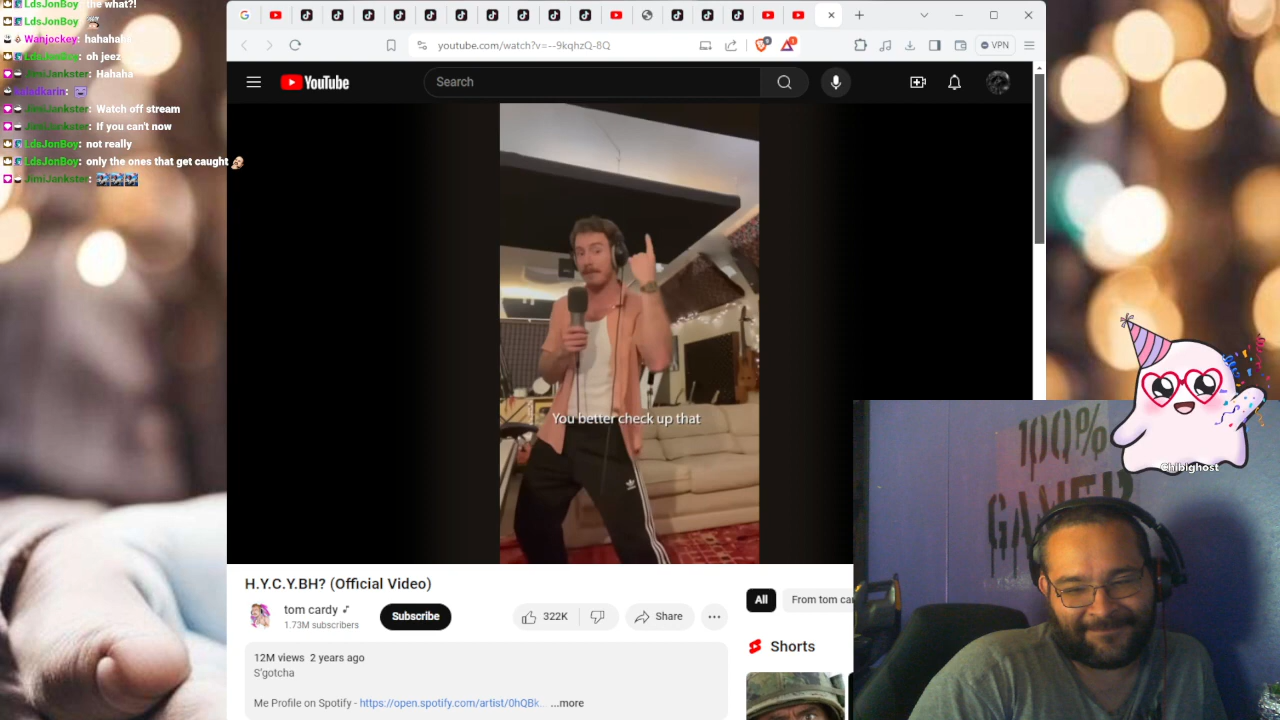 LdsJonBoy: the what?!
LdsJonBoy:
Wanjockey: hahahah
LdsJonBoy: oh jeez
JimiJankster: Hahaha
JimiJankster: Watch off stream
JimiJankster: If you can't now
LdsJonBoy: not really
LdsJonBoy: only the ones that get caught
JimiJankster:
youtube.com/watch?v=--9kqhzQ-8Q
VPN
YouTube
Search
You better check up that
100%
GAMER
Chibighost
H.Y.C.Y.BH? (Official Video)
tom cardy
1.73M subscribers
Subscribe
322K
Share
All
From tom car
Shorts
12M views 2 years ago
S'gotcha
Me Profile on Spotify - https://open.spotify.com/artist/0hQBk... ...more